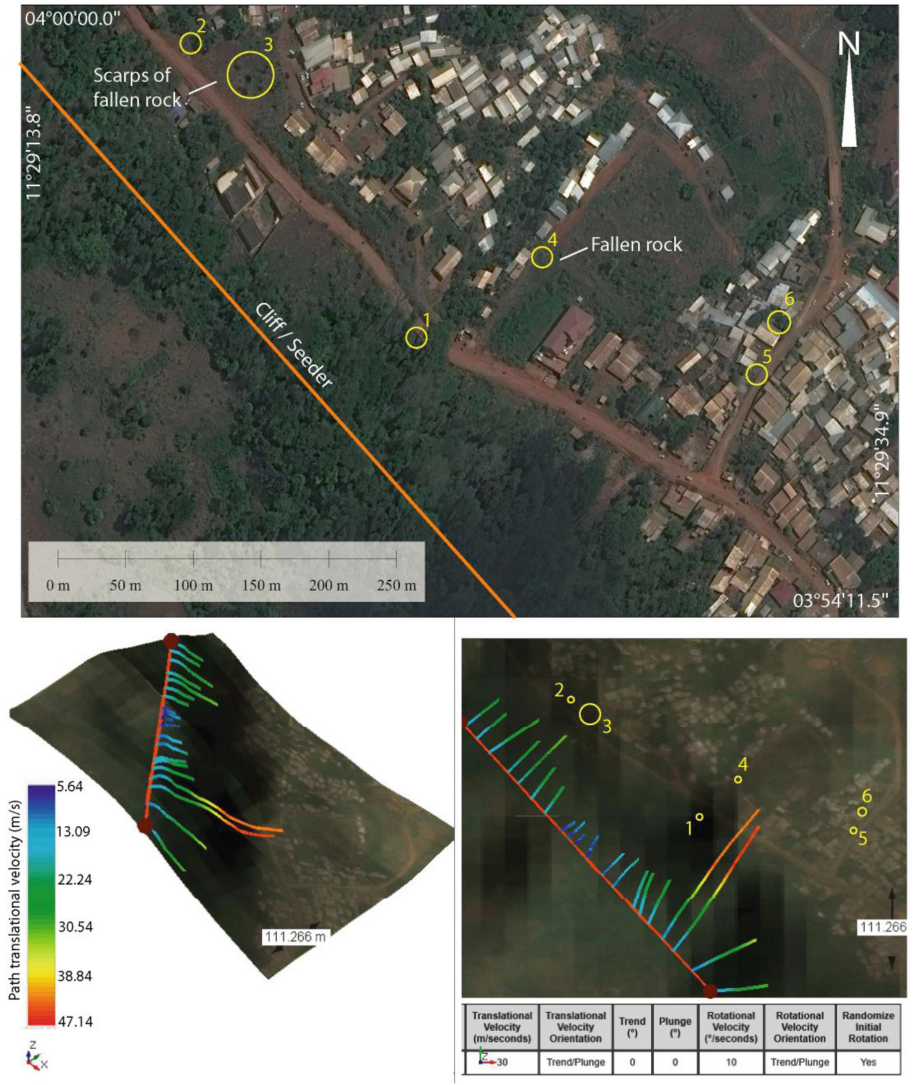 04°00'00.0"
2
3
N
Scarps of
fallen rock
11°29'13.8"
4
Fallen rock
Cliff / Seeder
1
6
5
11°29'34.9"
0 m 50 m 100 m 150 m 200 m 250 m
03°54'11.5"
Path translational velocity (m/s)
5.64
13.09
22.24
30.54
38.84
47.14
111.266 m
Z
X
2
3
4
1
6
5
111.266
Translational Velocity (m/seconds) Translational Velocity Orientation Trend (°) Plunge (°) Rotational Velocity (°/seconds) Rotational Velocity Orientation Randomize Initial Rotation
30 Trend/Plunge 0 0 10 Trend/Plunge Yes